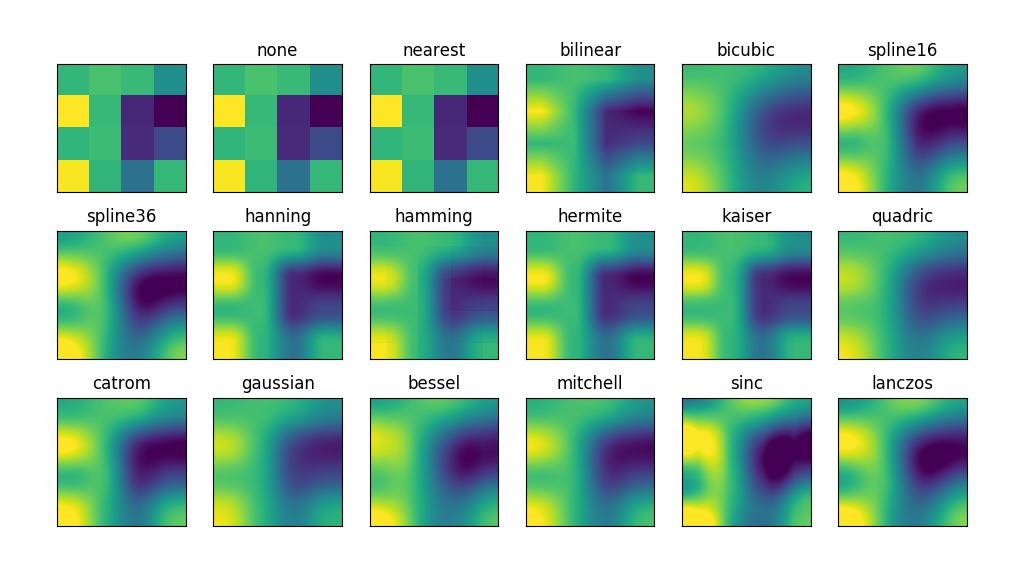 none nearest bilinear bicubic spline16
spline36 hanning hamming hermite kaiser quadric
catrom gaussian bessel mitchell sinc lanczos